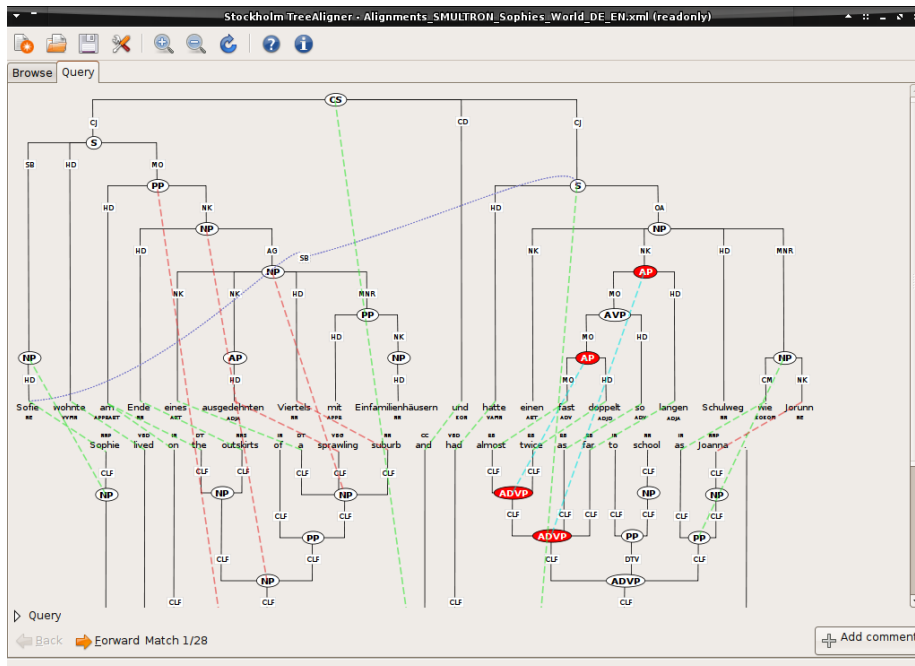 Stockholm TreeAligner - Alignments_SMULTRON_Sophies_World_DE_EN.xml (readonly)
Browse Query
CS
CJ CD CJ
S
SB HD MO
PP S
HD NK HD OA
NP NP
HD AG SB NK NK HD MNR
NP AP
NK NK HD MNR MO HD
PP AVP
HD NK MO HD
NP AP NP AP NP
HD HD HD MO HD CM NK
Sofie wohnte am Ende eines ausgedehnten Viertels mit Einfamilienhäusern und hatte einen fast doppelt so langen Schulweg wie Jorunn
Sophie lived on the outskirts of a sprawling suburb and had almost twice as far to school as Joanna
CLF CLF CLF CLF CLF CLF CLF CLF CLF CLF
NP NP NP ADVP NP NP
CLF CLF CLF CLF CLF CLF CLF CLF CLF CLF
PP ADVP PP PP
CLF CLF CLF DTV CLF
NP ADVP
CLF CLF CLF CLF
Query
Back Forward Match 1/28
Add comment